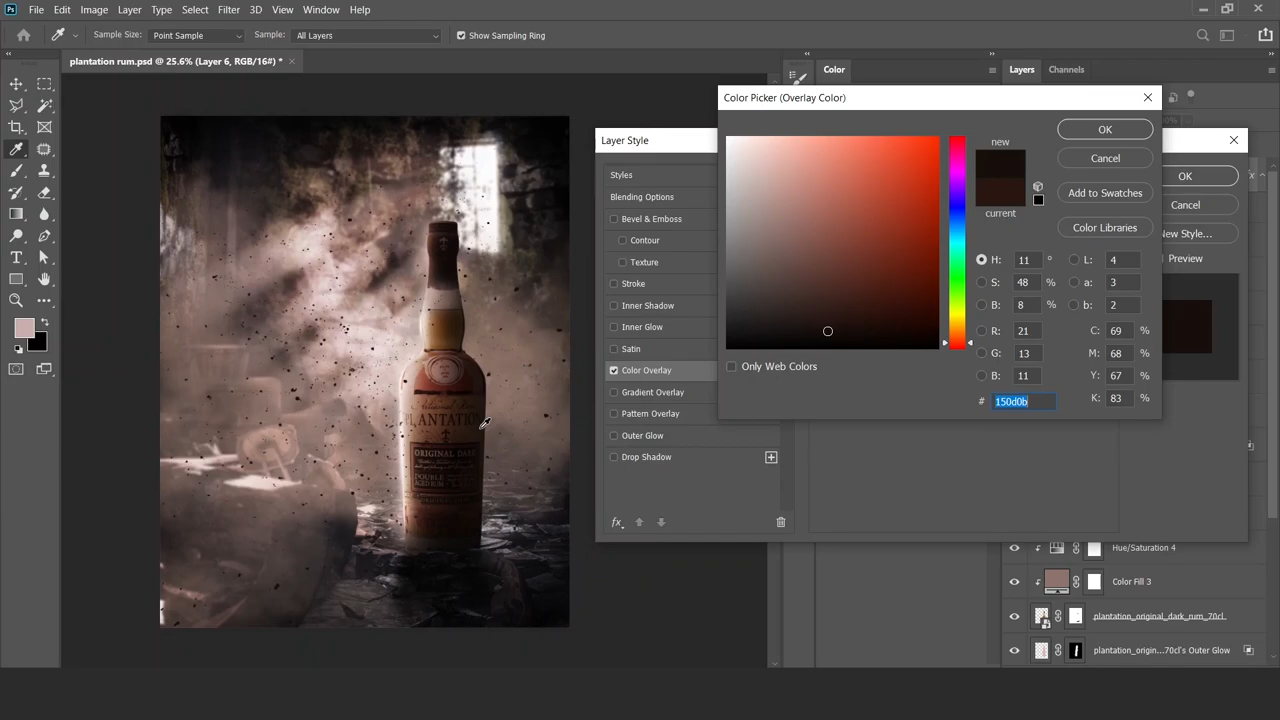 Ps File Edit Image Layer Type Select Filter 3D View Window Help
Sample Size: Point Sample Sample: All Layers Show Sampling Ring
plantation rum.psd @ 25.6% (Layer 6, RGB/16#) *
Color
Layers Channels
Color Picker (Overlay Color)
new
current
OK
Cancel
Add to Swatches
Color Libraries
H: 11 °
S: 48 %
B: 8 %
R: 21
G: 13
B: 11
# 150d0b
L: 4
a: 3
b: 2
C: 69 %
M: 68 %
Y: 67 %
K: 83 %
Only Web Colors
Layer Style
Styles
Blending Options
Bevel & Emboss
Contour
Texture
Stroke
Inner Shadow
Inner Glow
Satin
Color Overlay
Gradient Overlay
Pattern Overlay
Outer Glow
Drop Shadow
fx
OK
Cancel
New Style...
Preview
PLANTATION
ORIGINAL DARK
DOUBLE
AGED RUM
Hue/Saturation 4
Color Fill 3
plantation_original_dark_rum_70cl
plantation_origin...70cl's Outer Glow